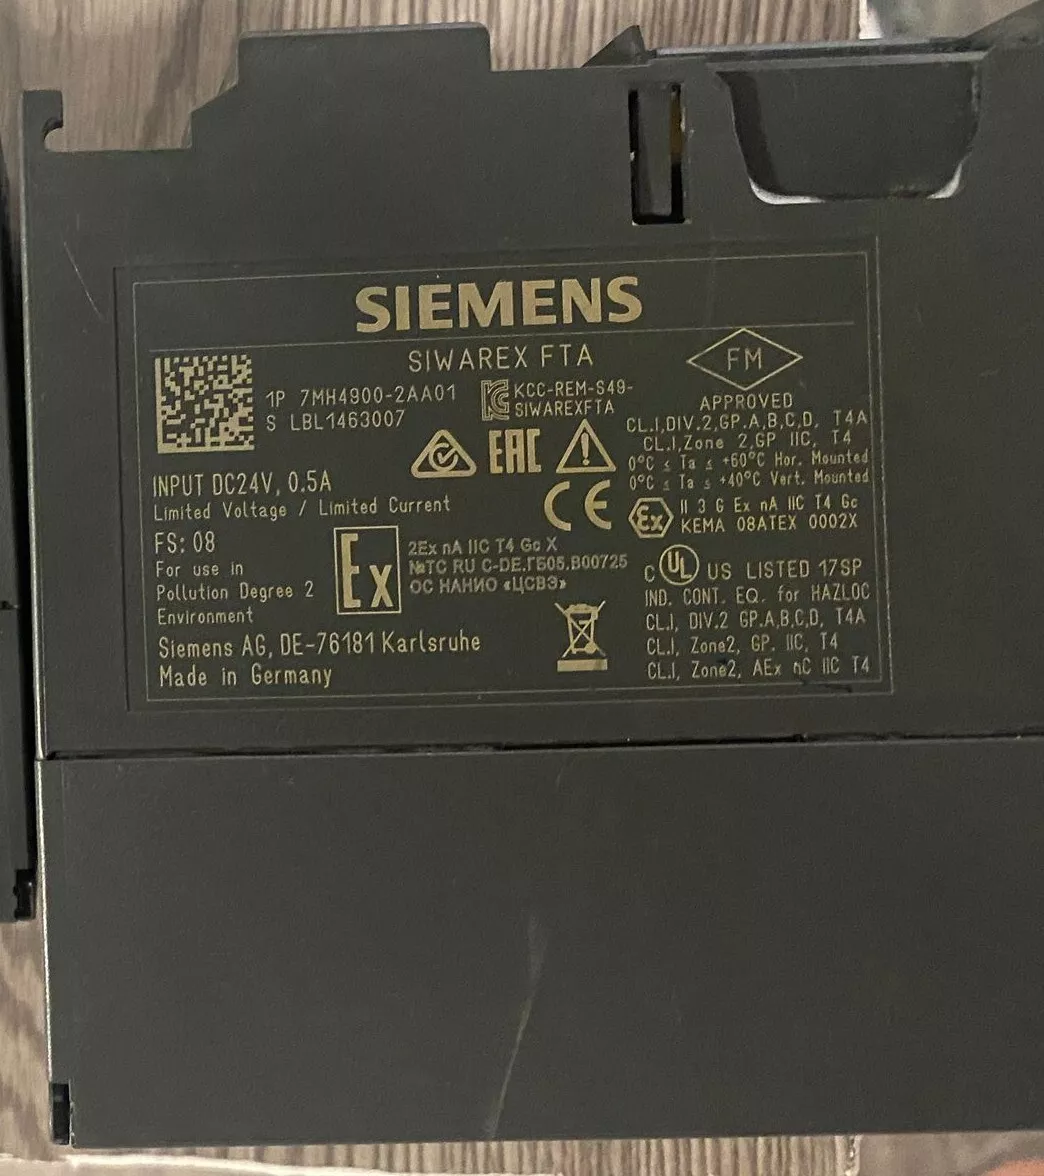 SIEMENS
SIWAREX FTA
1P 7MH4900-2AA01
S LBL1463007
KCC-REM-S49-
SIWAREXFTA
FM
APPROVED
CL.I,DIV.2,GP.A,B,C,D, T4A
CL.I,Zone 2,GP IIC, T4
0°C ≤ Ta ≤ +60°C Hor. Mounted
0°C ≤ Ta ≤ +40°C Vert. Mounted
EAC
CE
Ex
II 3 G Ex nA IIC T4 Gc
KEMA 08ATEX 0002X
INPUT DC24V, 0.5A
Limited Voltage / Limited Current
FS: 08
For use in
Pollution Degree 2
Environment
Ex
2Ex nA IIC T4 Gc X
№TC RU C-DE.ГБ05.B00725
ОС НАНИО «ЦСВЭ»
C UL US LISTED 17SP
IND. CONT. EQ. for HAZLOC
CL.I, DIV.2 GP.A,B,C,D, T4A
CL.I, Zone2, GP. IIC, T4
CL.I, Zone2, AEx nC IIC T4
Siemens AG, DE-76181 Karlsruhe
Made in Germany